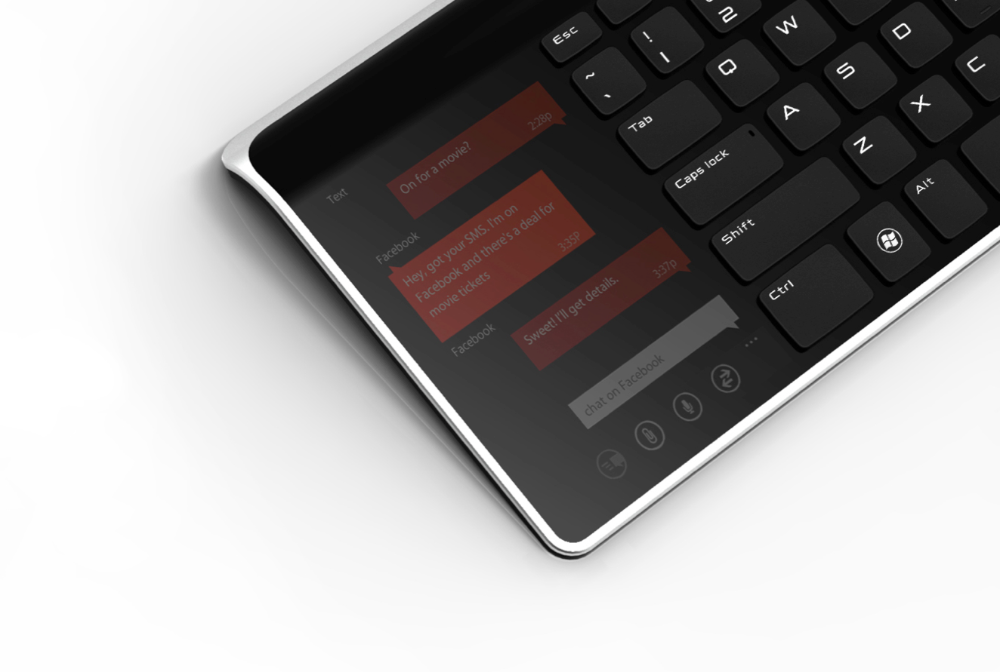 Text
On for a movie?
2:28p
Facebook
Hey, got your SMS. I'm on
Facebook and there's a deal for
movie tickets
3:35P
Facebook
Sweet! I'll get details.
3:37p
chat on Facebook
...
Esc
~
`
!
1
2
Tab
Q
W
Caps lock
A
S
D
Shift
Z
X
C
Ctrl
Alt